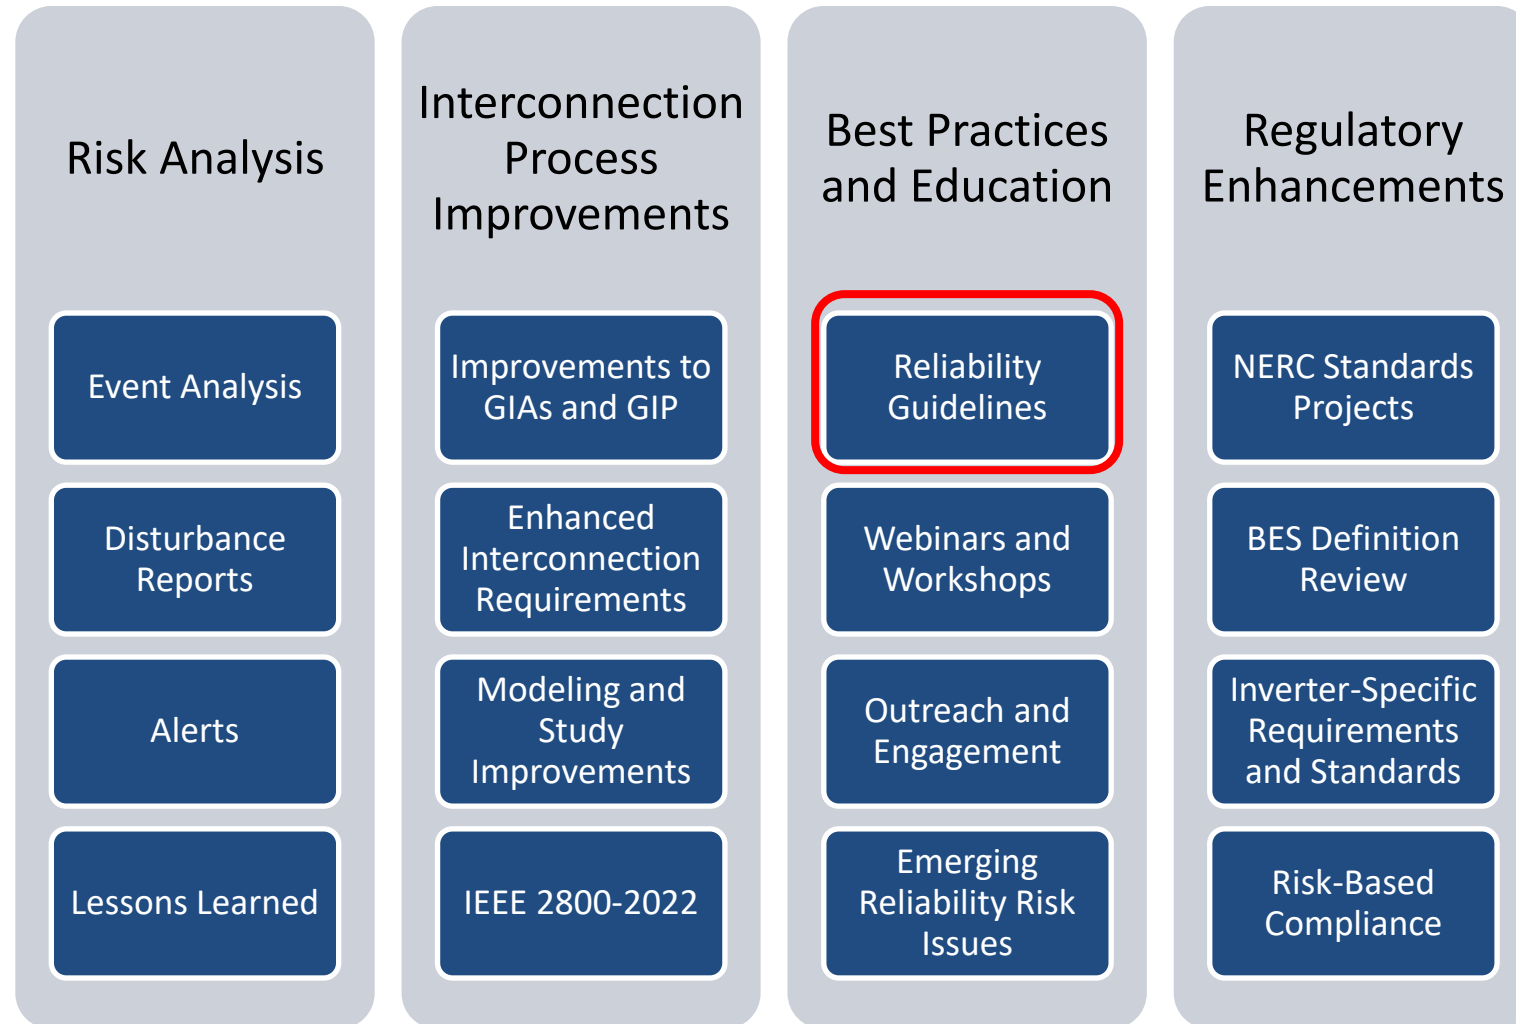 Risk Analysis
Event Analysis
Disturbance
Reports
Alerts
Lessons Learned
Interconnection
Process
Improvements
Improvements to
GIAs and GIP
Enhanced
Interconnection
Requirements
Modeling and
Study
Improvements
IEEE 2800-2022
Best Practices
and Education
Reliability
Guidelines
Webinars and
Workshops
Outreach and
Engagement
Emerging
Reliability Risk
Issues
Regulatory
Enhancements
NERC Standards
Projects
BES Definition
Review
Inverter-Specific
Requirements
and Standards
Risk-Based
Compliance